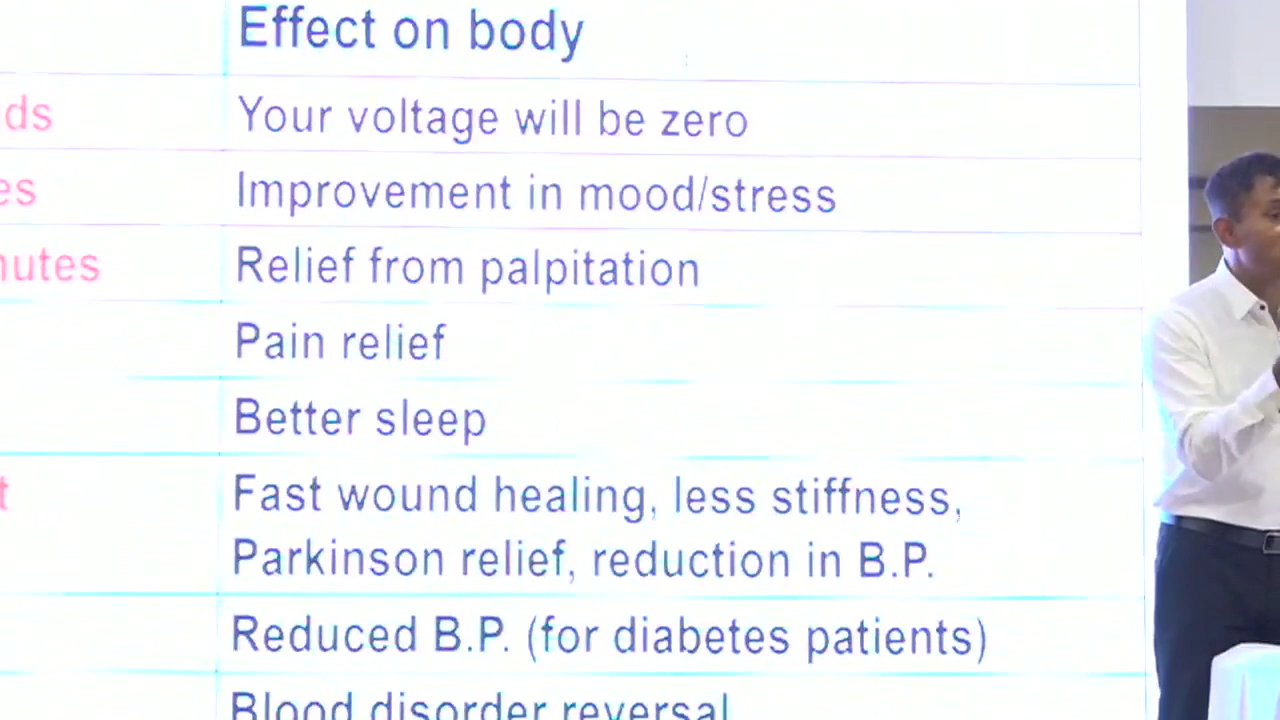 Effect on body
ds
Your voltage will be zero
es
Improvement in mood/stress
nutes
Relief from palpitation
Pain relief
Better sleep
t
Fast wound healing, less stiffness,
Parkinson relief, reduction in B.P.
Reduced B.P. (for diabetes patients)
Blood disorder reversal